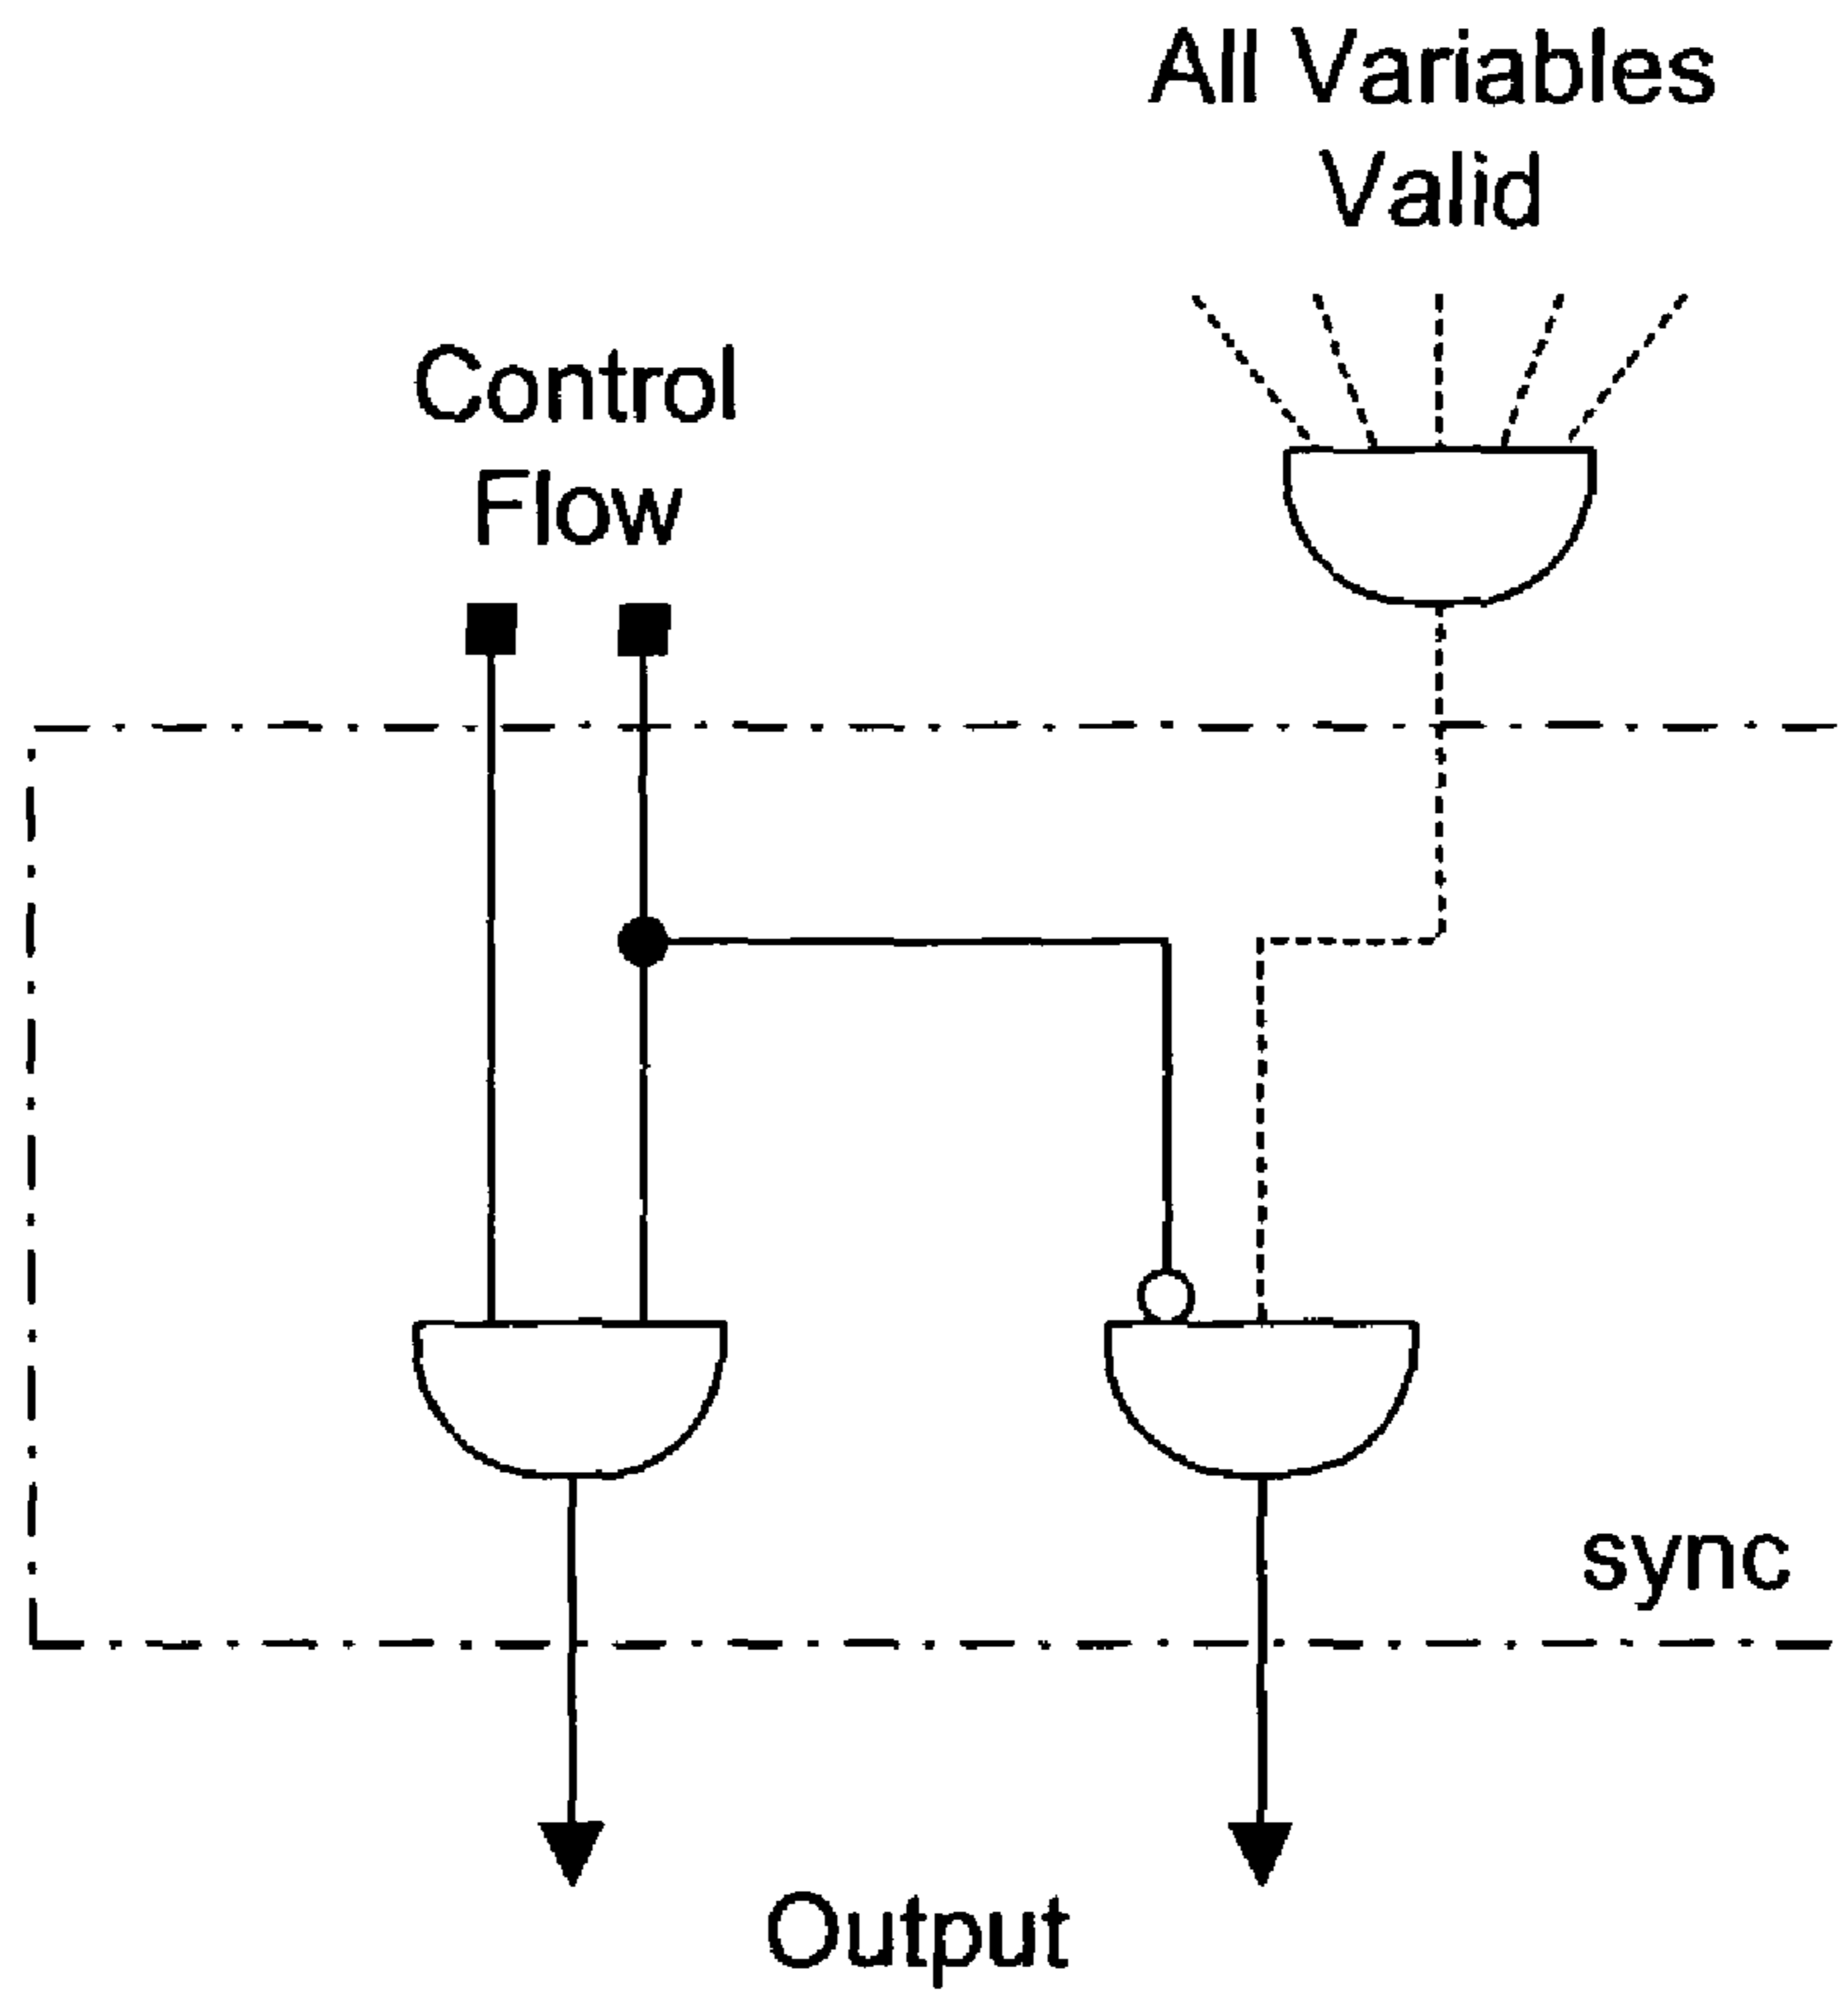 All Variables
Valid
Control
Flow
sync
Output